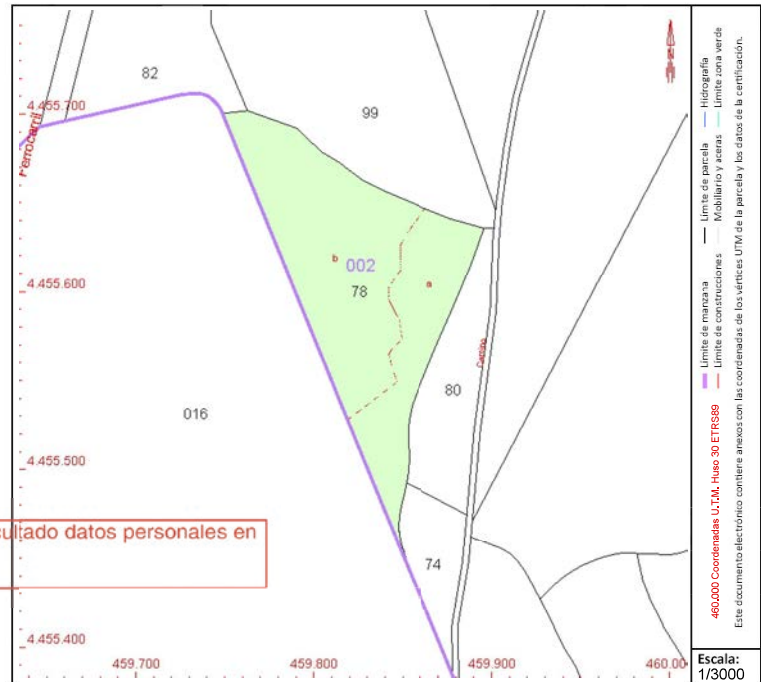 82
4.455.700
99
Ferrocarril
b
002
78
a
4.455.600
Camino
80
016
4.455.500
cultado datos personales en
74
4.455.400
459.700
459.800
459.900
460.00
N
Límite de manzana
Límite de parcela
Hidrografía
Límite de construcciones
Mobiliario y aceras
Límite zona verde
460.000 Coordenadas U.T.M. Huso 30 ETRS89
Este documento electrónico contiene anexos con las coordenadas de los vértices UTM de la parcela y los datos de la certificación.
Escala:
1/3000